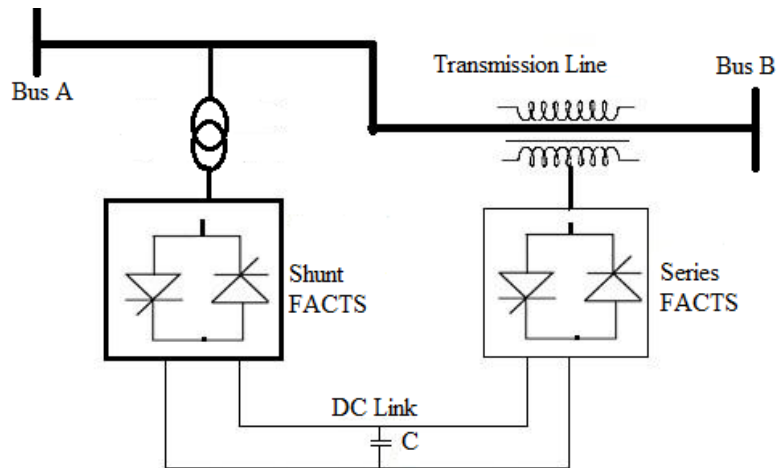 Bus A
Transmission Line
Bus B
Shunt
FACTS
Series
FACTS
DC Link
C